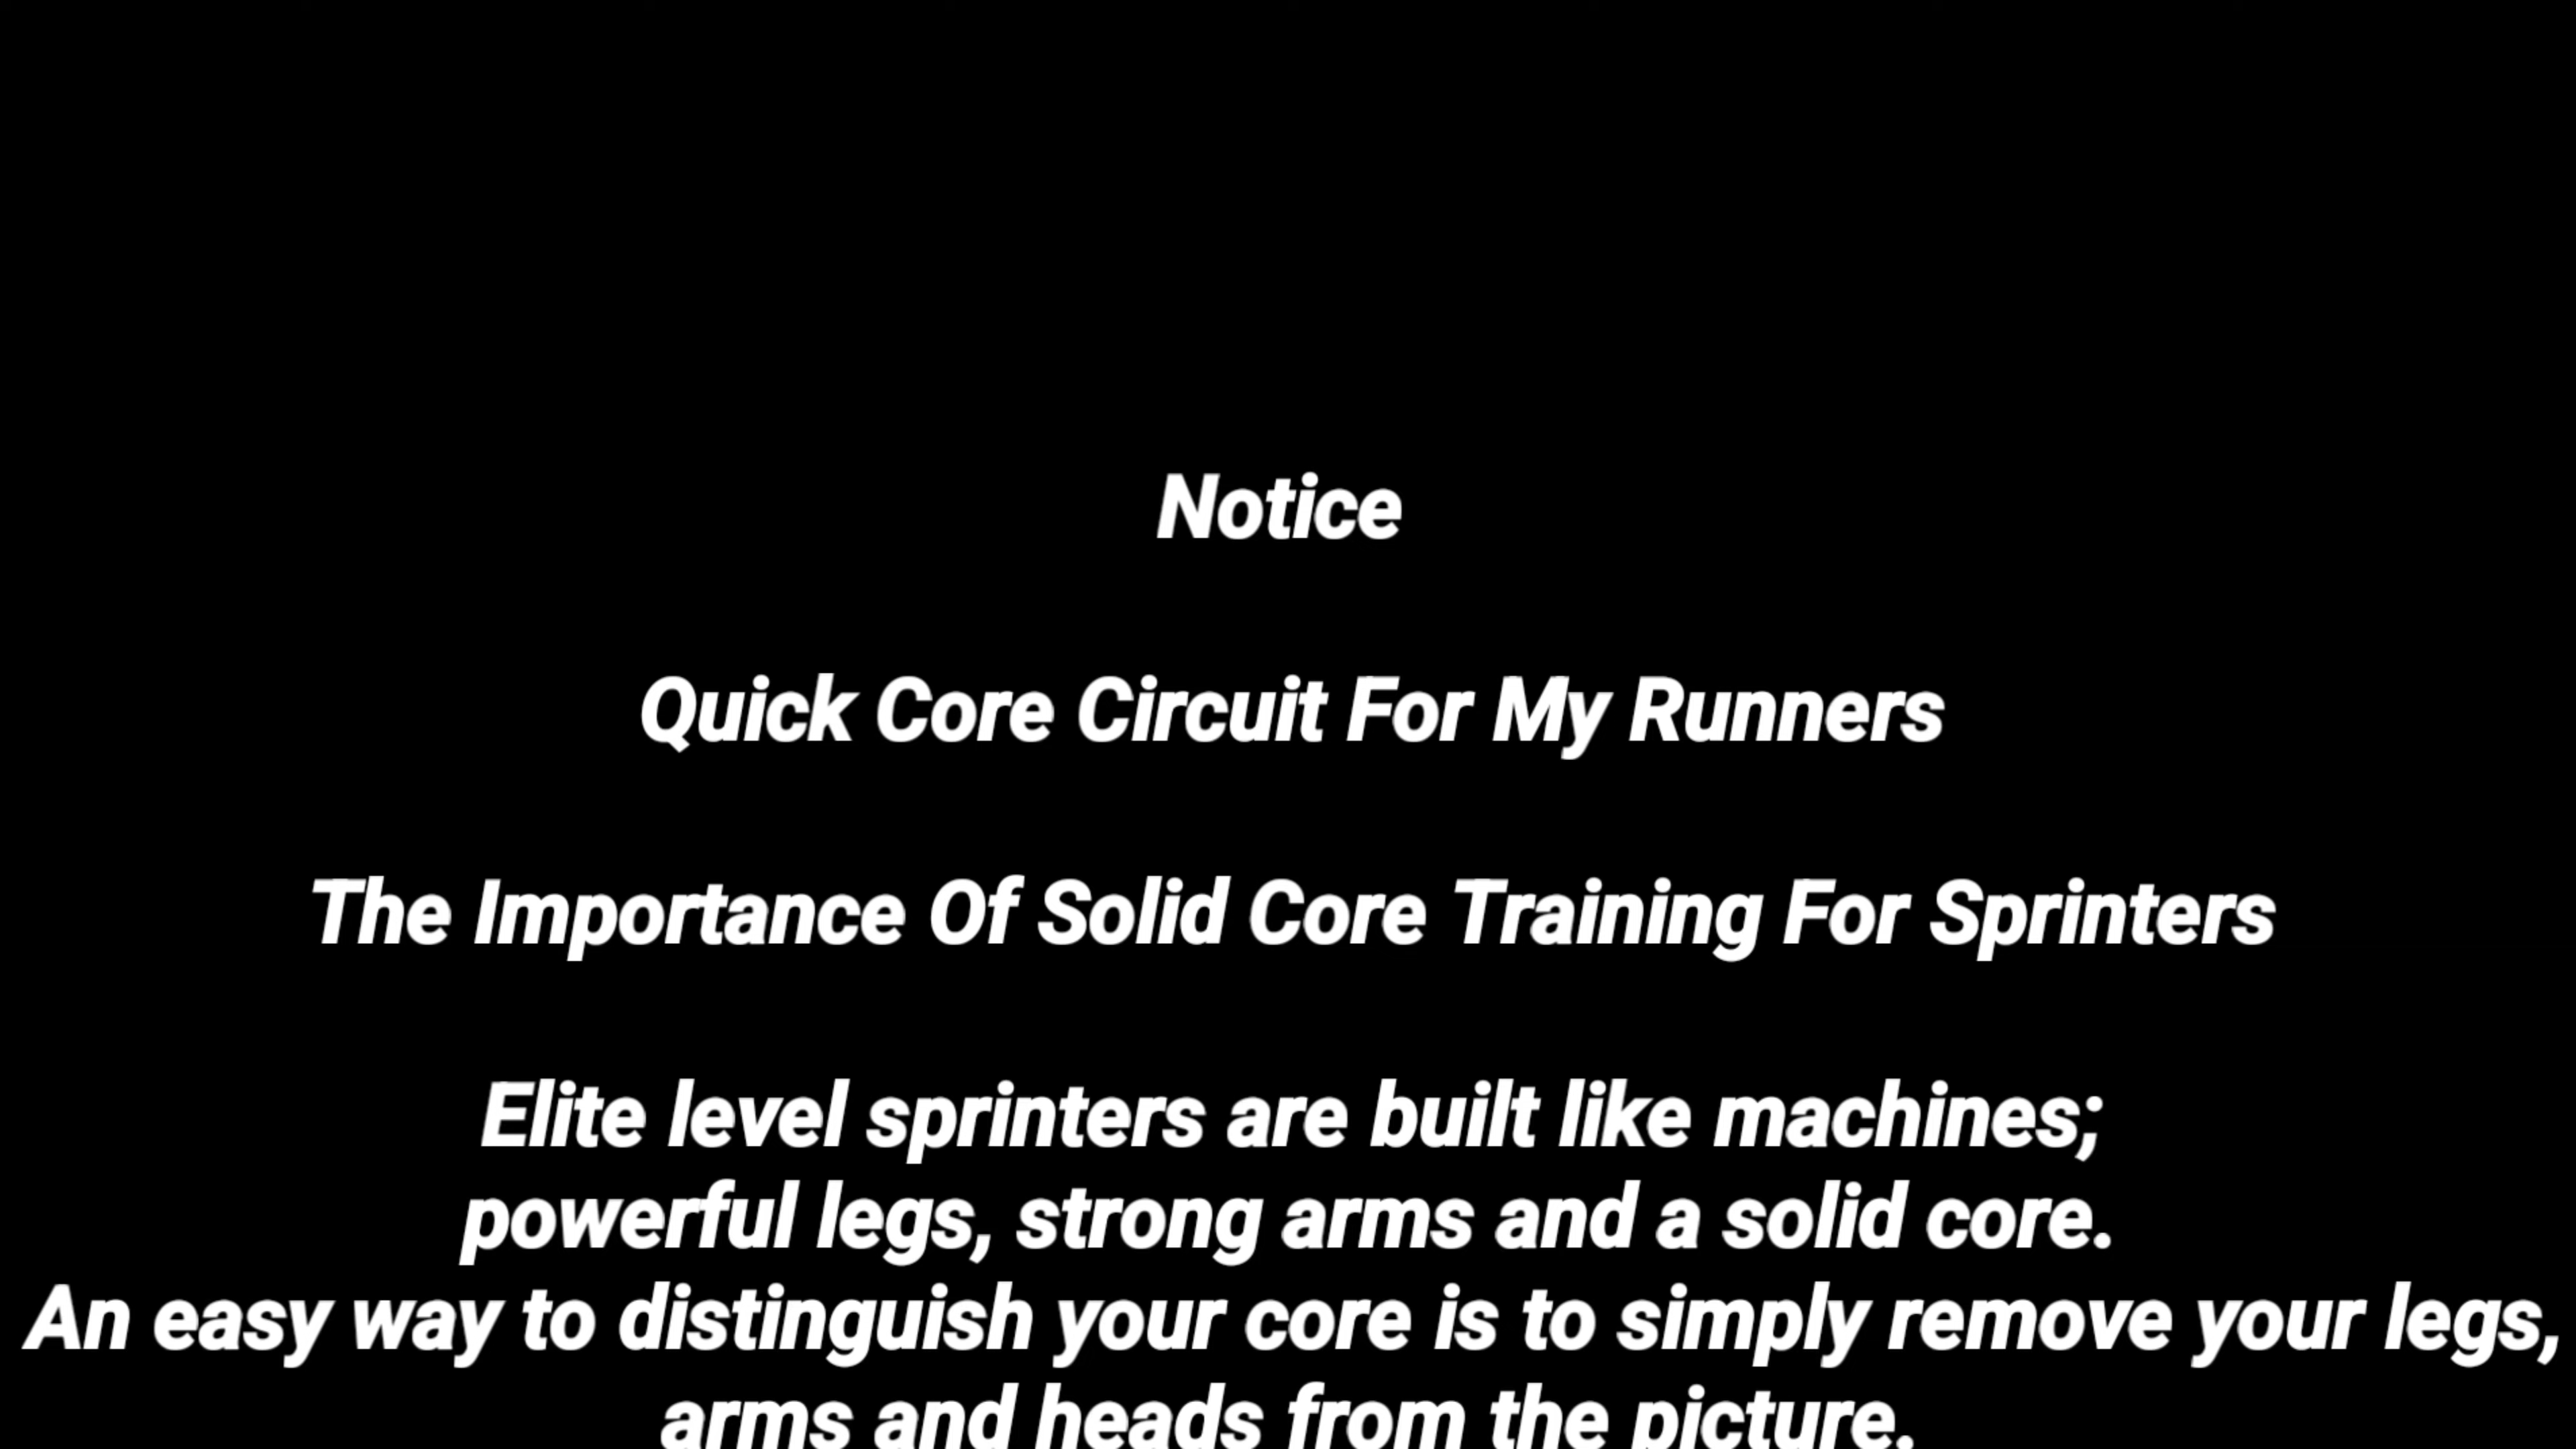 Notice
Quick Core Circuit For My Runners
The Importance Of Solid Core Training For Sprinters
Elite level sprinters are built like machines;
powerful legs, strong arms and a solid core.
An easy way to distinguish your core is to simply remove your legs,
arms and heads from the picture.